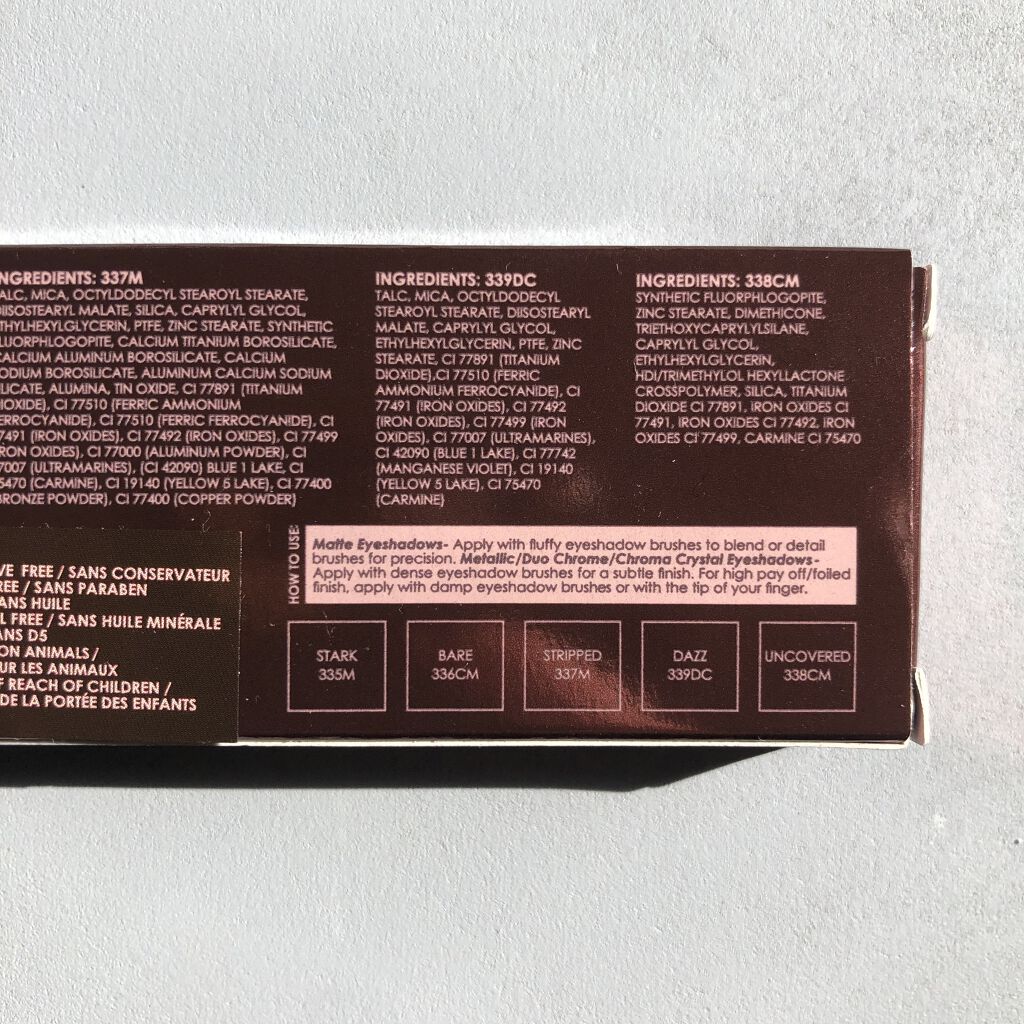 NGREDIENTS: 337M
TALC, MICA, OCTYLDODECYL STEAROYL STEARATE,
DIISOSTEARYL MALATE, SILICA, CAPRYLYL GLYCOL,
THYLHEXYLGLYCERIN, PTFE, ZINC STEARATE, SYNTHETIC
FLUORPHLOGOPITE, CALCIUM TITANIUM BOROSILICATE,
CALCIUM ALUMINUM BOROSILICATE, CALCIUM
ODIUM BOROSILICATE, ALUMINUM CALCIUM SODIUM
ILICATE, ALUMINA, TIN OXIDE, CI 77891 (TITANIUM
IOXIDE), CI 77510 (FERRIC AMMONIUM
ERROCYANIDE), CI 77510 (FERRIC FERROCYANIDE), CI
7491 (IRON OXIDES), CI 77492 (IRON OXIDES), CI 77499
IRON OXIDES), CI 77000 (ALUMINUM POWDER), CI
7007 (ULTRAMARINES), (CI 42090) BLUE 1 LAKE, CI
5470 (CARMINE), CI 19140 (YELLOW 5 LAKE), CI 77400
BRONZE POWDER), CI 77400 (COPPER POWDER)
INGREDIENTS: 339DC
TALC, MICA, OCTYLDODECYL
STEAROYL STEARATE, DIISOSTEARYL
MALATE, CAPRYLYL GLYCOL,
ETHYLHEXYLGLYCERIN, PTFE, ZINC
STEARATE, CI 77891 (TITANIUM
DIOXIDE),CI 77510 (FERRIC
AMMONIUM FERROCYANIDE), CI
77491 (IRON OXIDES), CI 77492
(IRON OXIDES), CI 77499 (IRON
OXIDES), CI 77007 (ULTRAMARINES),
CI 42090 (BLUE 1 LAKE), CI 77742
(MANGANESE VIOLET), CI 19140
(YELLOW 5 LAKE), CI 75470
(CARMINE)
INGREDIENTS: 338CM
SYNTHETIC FLUORPHLOGOPITE,
ZINC STEARATE, DIMETHICONE,
TRIETHOXYCAPRYLYLSILANE,
CAPRYLYL GLYCOL,
ETHYLHEXYLGLYCERIN,
HDI/TRIMETHYLOL HEXYLLACTONE
CROSSPOLYMER, SILICA, TITANIUM
DIOXIDE CI 77891, IRON OXIDES CI
77491, IRON OXIDES CI 77492, IRON
OXIDES CI 77499, CARMINE CI 75470
HOW TO USE:
Matte Eyeshadows- Apply with fluffy eyeshadow brushes to blend or detail
brushes for precision. Metallic/Duo Chrome/Chroma Crystal Eyeshadows-
Apply with dense eyeshadow brushes for a subtle finish. For high pay off/foiled
finish, apply with damp eyeshadow brushes or with the tip of your finger.
VE FREE / SANS CONSERVATEUR
REE / SANS PARABEN
ANS HUILE
L FREE / SANS HUILE MINÉRALE
ANS D5
ON ANIMALS /
UR LES ANIMAUX
F REACH OF CHILDREN /
DE LA PORTÉE DES ENFANTS
STARK
335M
BARE
336CM
STRIPPED
337M
DAZZ
339DC
UNCOVERED
338CM